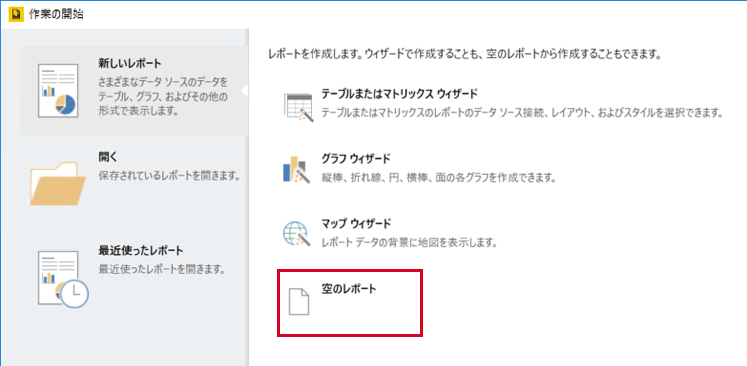 作業の開始
新しいレポート
さまざまなデータ ソースのデータを
テーブル、グラフ、およびその他の
形式で表示します。
開く
保存されているレポートを開きます。
最近使ったレポート
最近使ったレポートを開きます。
レポートを作成します。ウィザードで作成することも、空のレポートから作成することもできます。
テーブルまたはマトリックス ウィザード
テーブルまたはマトリックスのレポートのデータ ソース接続、レイアウト、およびスタイルを選択できます。
グラフ ウィザード
縦棒、折れ線、円、横棒、面の各グラフを作成できます。
マップ ウィザード
レポート データの背景に地図を表示します。
空のレポート